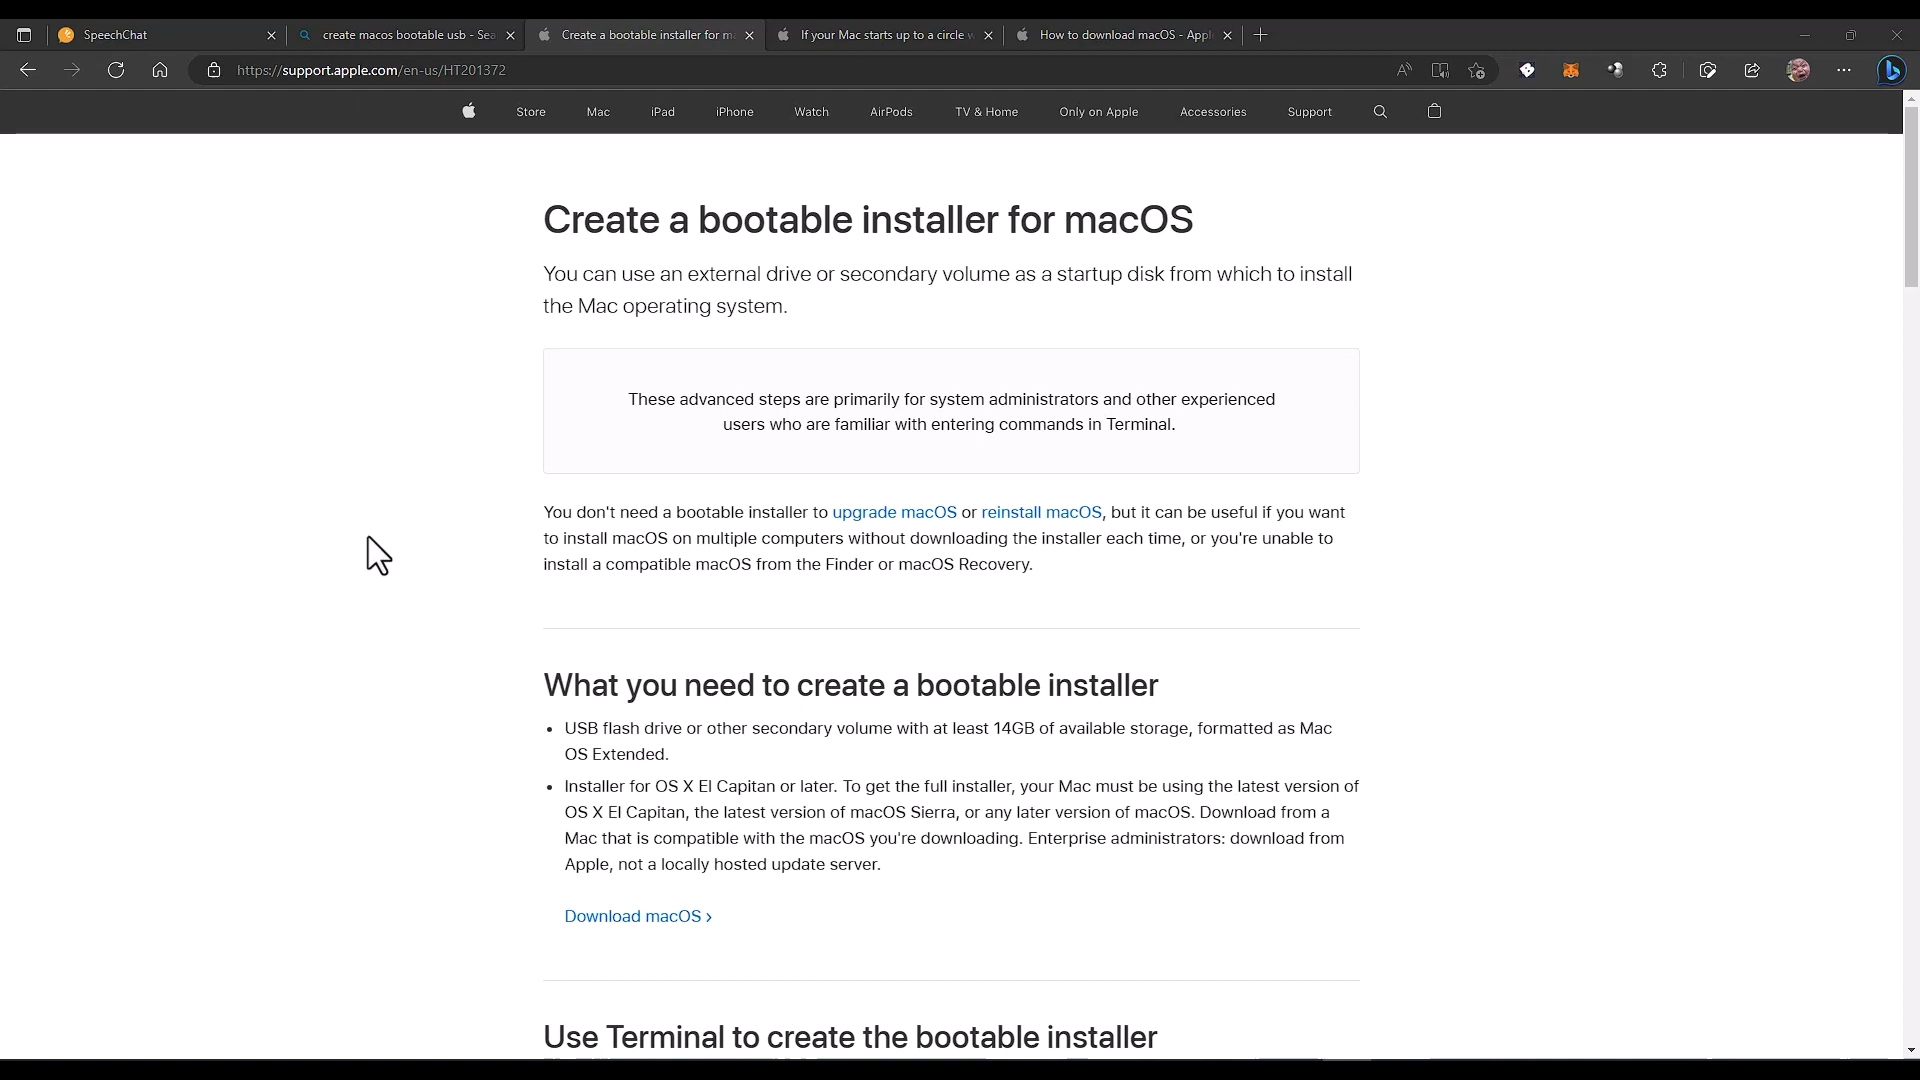 SpeechChat
create macos bootable usb - Sea
Create a bootable installer for ma
If your Mac starts up to a circle w
How to download macOS - Appl
https://support.apple.com/en-us/HT201372
Store
Mac
iPad
iPhone
Watch
AirPods
TV & Home
Only on Apple
Accessories
Support
Create a bootable installer for macOS
You can use an external drive or secondary volume as a startup disk from which to install
the Mac operating system.
These advanced steps are primarily for system administrators and other experienced
users who are familiar with entering commands in Terminal.
You don't need a bootable installer to upgrade macOS or reinstall macOS, but it can be useful if you want
to install macOS on multiple computers without downloading the installer each time, or you're unable to
install a compatible macOS from the Finder or macOS Recovery.
What you need to create a bootable installer
• USB flash drive or other secondary volume with at least 14GB of available storage, formatted as Mac
OS Extended.
• Installer for OS X El Capitan or later. To get the full installer, your Mac must be using the latest version of
OS X El Capitan, the latest version of macOS Sierra, or any later version of macOS. Download from a
Mac that is compatible with the macOS you're downloading. Enterprise administrators: download from
Apple, not a locally hosted update server.
Download macOS ›
Use Terminal to create the bootable installer